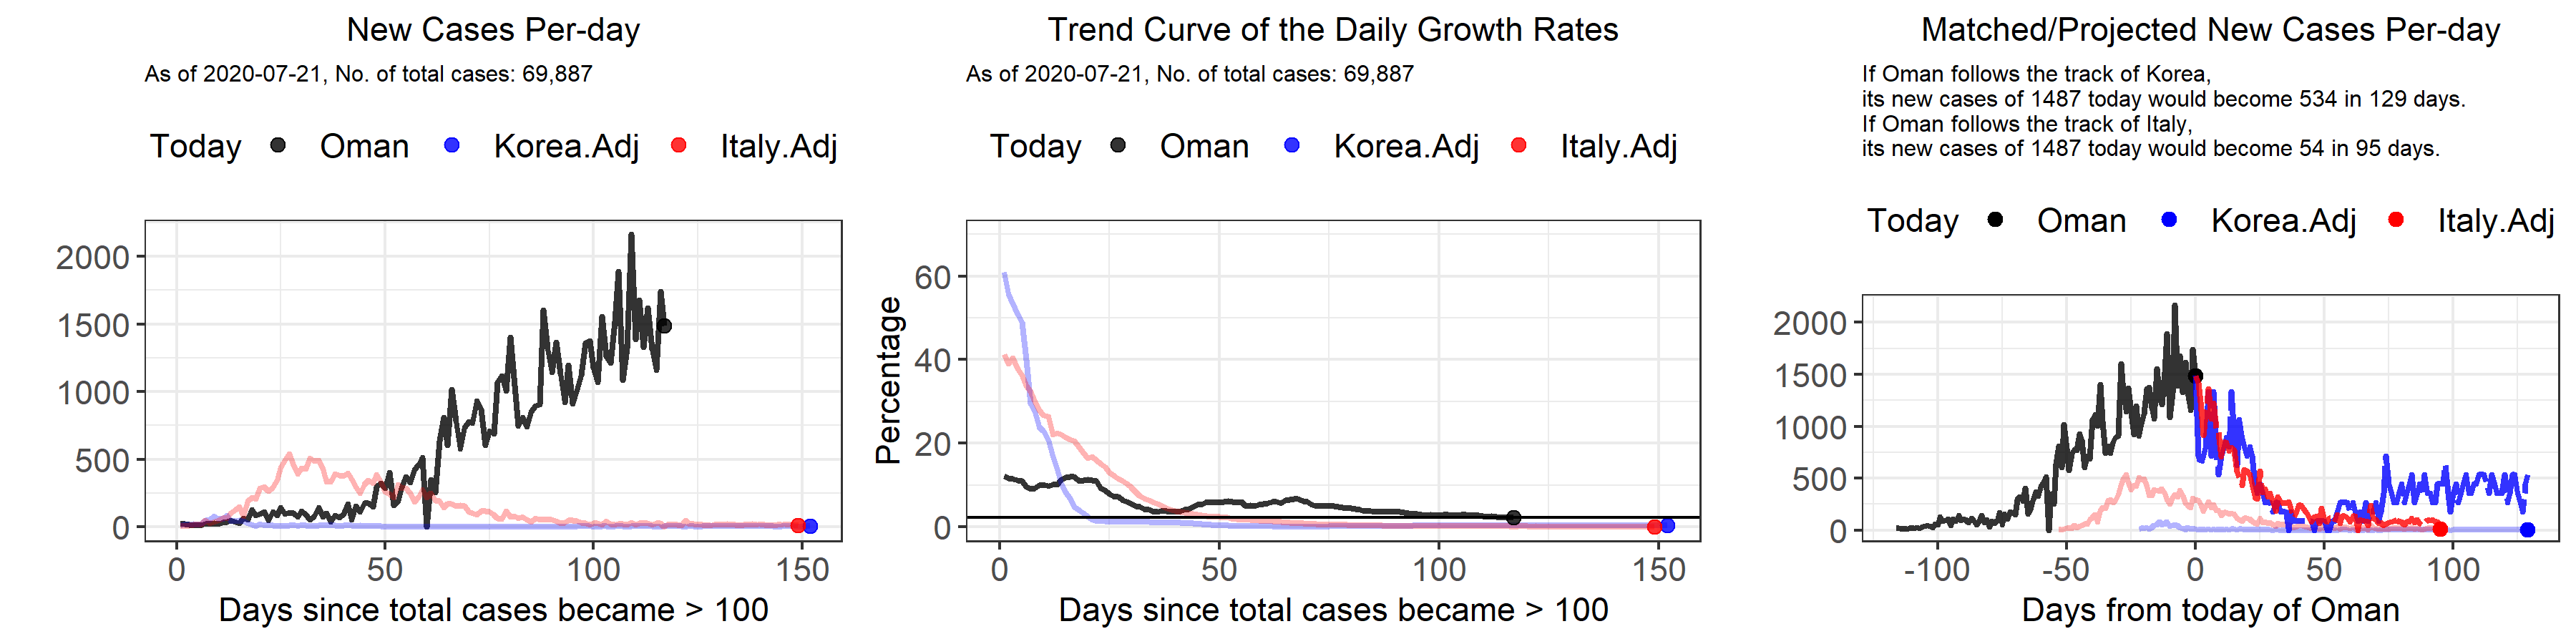 New Cases Per-day
As of 2020-07-21, No. of total cases: 69,887
Today Oman Korea.Adj Italy.Adj
2000
1500
1000
500
0
0 50 100 150
Days since total cases became > 100
Trend Curve of the Daily Growth Rates
As of 2020-07-21, No. of total cases: 69,887
Today Oman Korea.Adj Italy.Adj
Percentage
60
40
20
0
0 50 100 150
Days since total cases became > 100
Matched/Projected New Cases Per-day
If Oman follows the track of Korea,
its new cases of 1487 today would become 534 in 129 days.
If Oman follows the track of Italy,
its new cases of 1487 today would become 54 in 95 days.
Today Oman Korea.Adj Italy.Adj
2000
1500
1000
500
0
-100 -50 0 50 100
Days from today of Oman